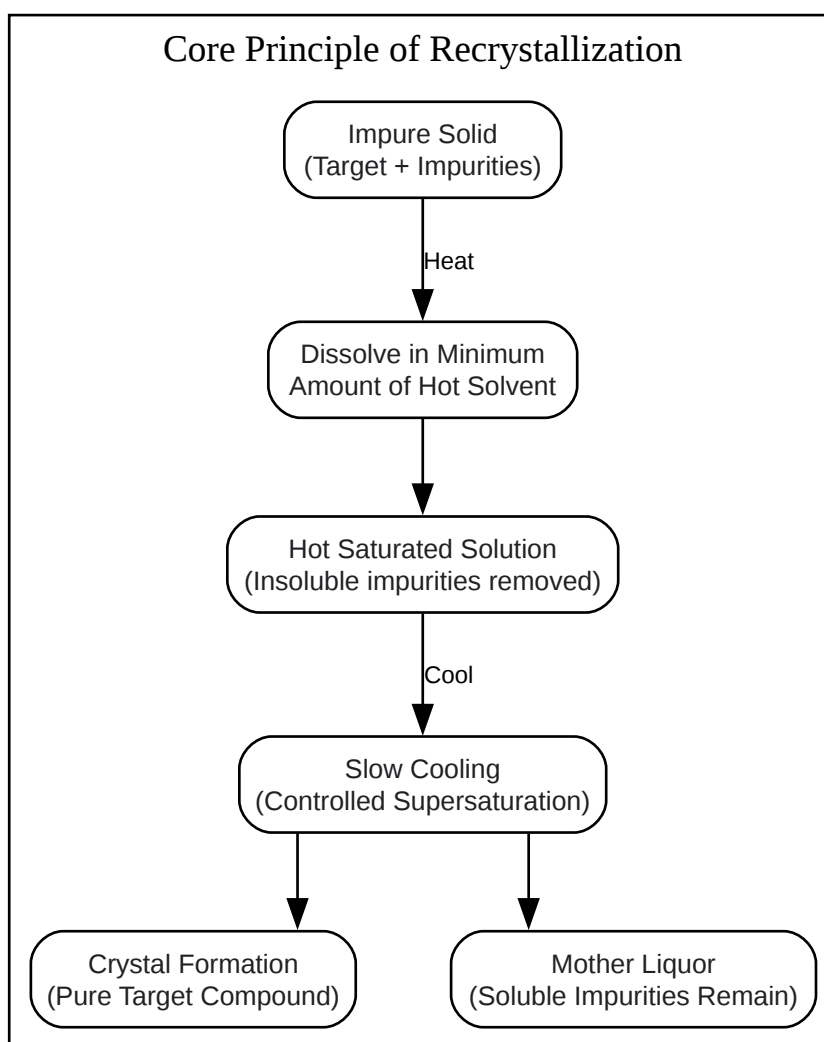 Core Principle of Recrystallization
Impure Solid
(Target + Impurities)
Heat
Dissolve in Minimum
Amount of Hot Solvent
Hot Saturated Solution
(Insoluble impurities removed)
Cool
Slow Cooling
(Controlled Supersaturation)
Crystal Formation
(Pure Target Compound)
Mother Liquor
(Soluble Impurities Remain)